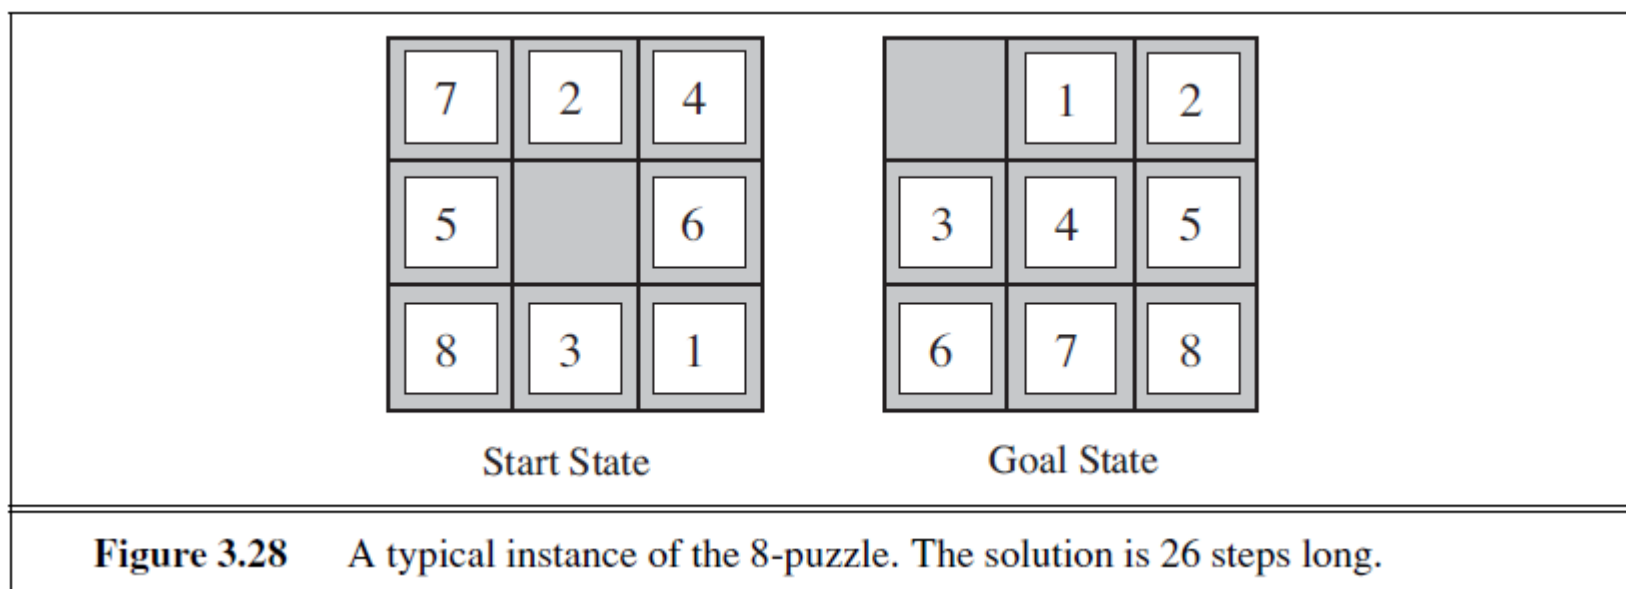 7 2 4 1 2
5 6 3 4 5
8 3 1 6 7 8
Start State Goal State
Figure 3.28 A typical instance of the 8-puzzle. The solution is 26 steps long.